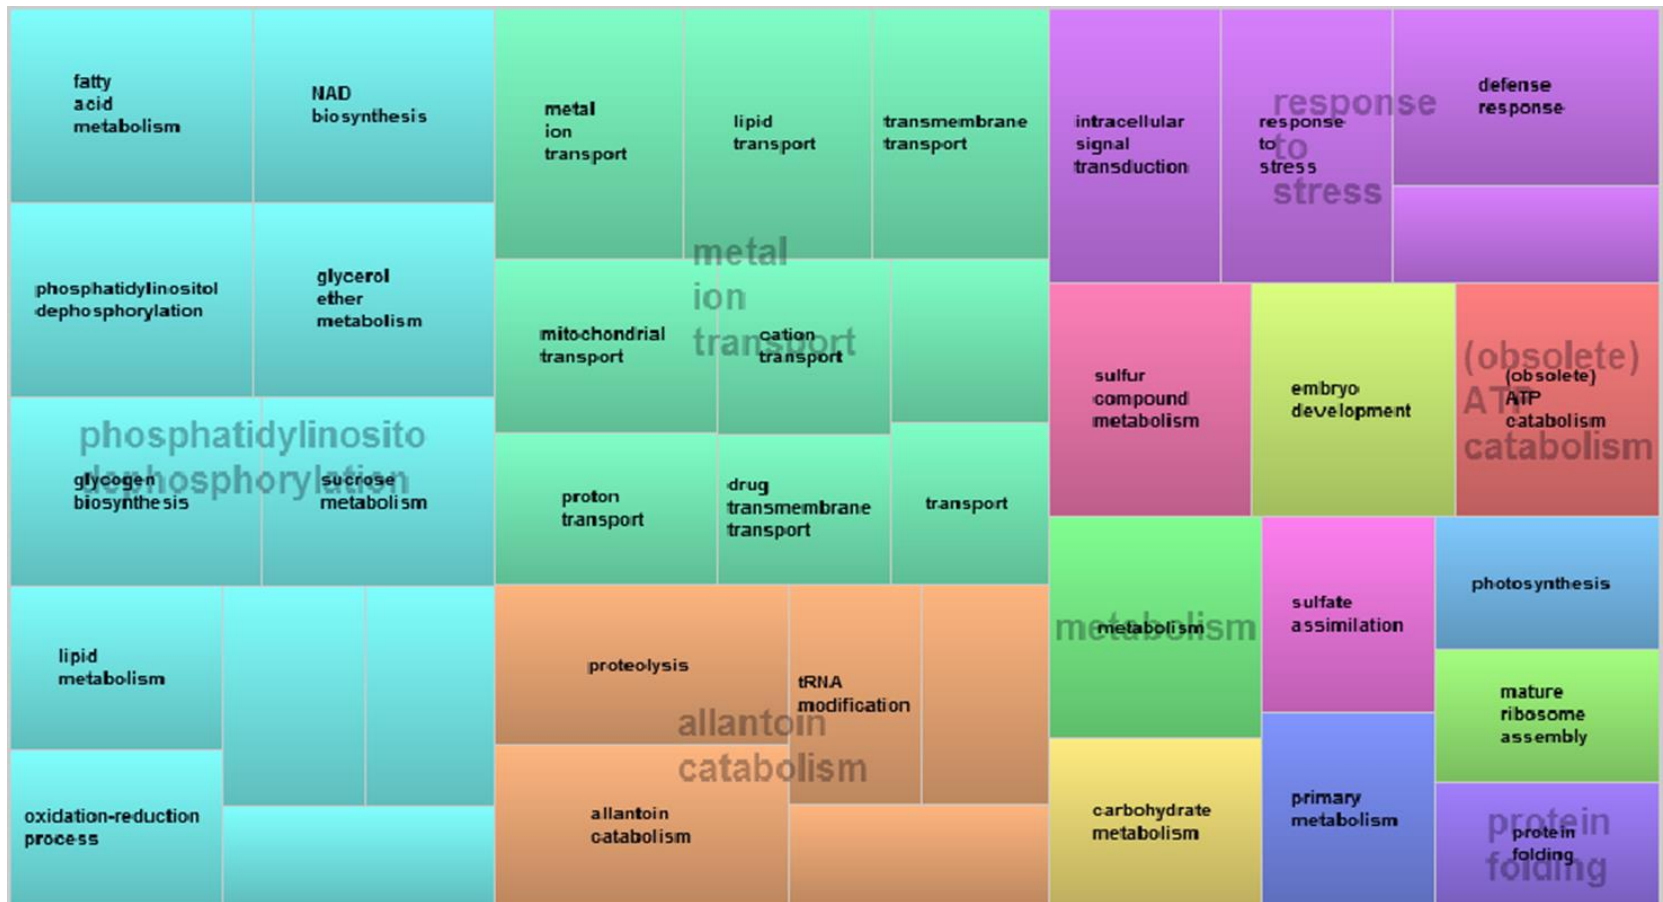 fatty
acid
metabolism
NAD
biosynthesis
phosphatidylinositol
dephosphorylation
glycerol
ether
metabolism
phosphatidylinosito
dephosphorylation
glycogen
biosynthesis
sucrose
metabolism
lipid
metabolism
oxidation-reduction
process
metal
ion
transport
lipid
transport
transmembrane
transport
metal
ion
transport
mitochondrial
transport
cation
transport
proton
transport
drug
transmembrane
transport
transport
proteolysis
tRNA
modification
allantoin
catabolism
allantoin
catabolism
intracellular
signal
transduction
response
to
stress
response
to
stress
defense
response
sulfur
compound
metabolism
embryo
development
(obsolete)
ATP
catabolism
(obsolete)
ATP
catabolism
metabolism
metabolism
sulfate
assimilation
photosynthesis
mature
ribosome
assembly
carbohydrate
metabolism
primary
metabolism
protein
folding
protein
folding